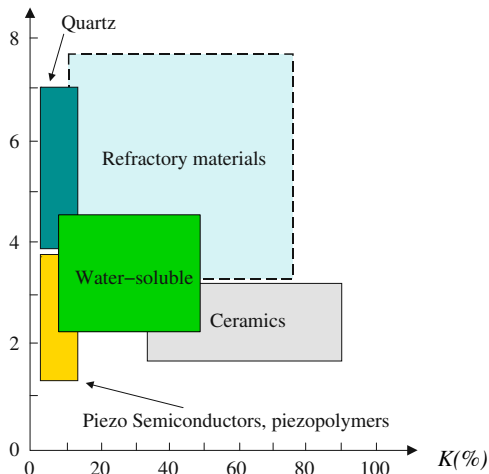 Quartz
8
6
Refractory materials
4
Water-soluble
Ceramics
2
Piezo Semiconductors, piezopolymers
0
0 20 40 60 80 100
K(%)